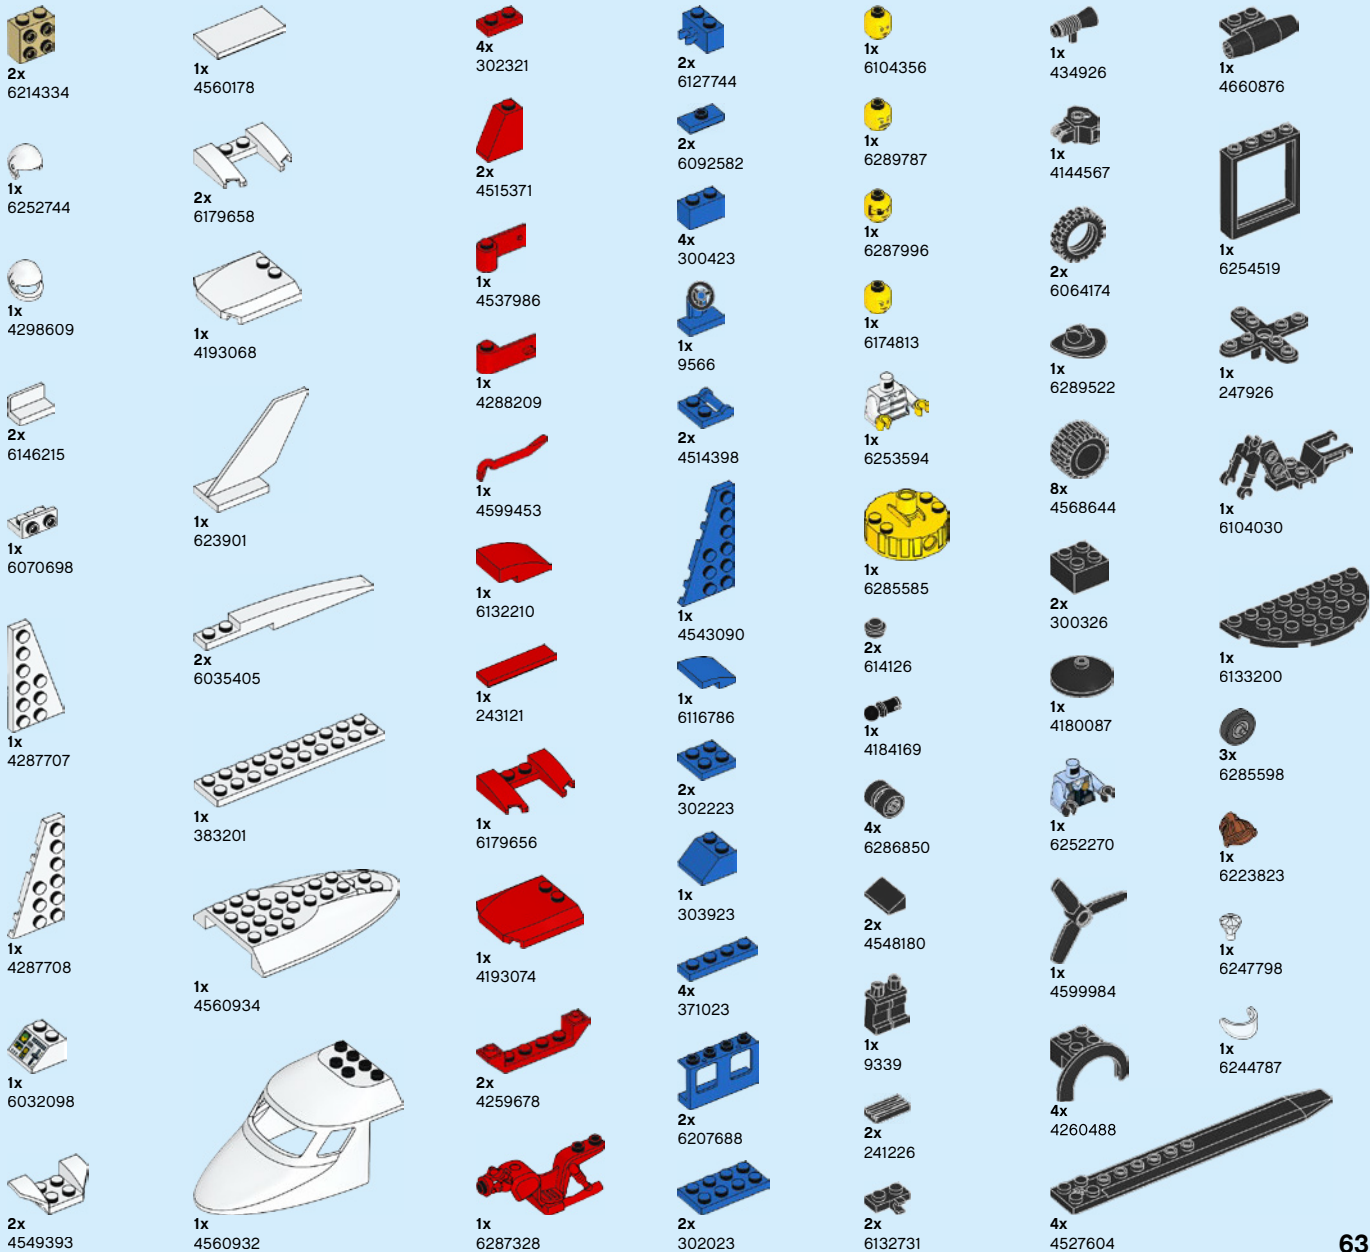 2x
6214334
1x
6252744
1x
4298609
2x
6146215
1x
6070698
1x
4287707
1x
4287708
1x
6032098
2x
4549393
1x
4560178
2x
6179658
1x
4193068
1x
623901
2x
6035405
1x
383201
1x
4560934
1x
4560932
4x
302321
2x
4515371
1x
4537986
1x
4288209
1x
4599453
1x
6132210
1x
243121
1x
6179656
1x
4193074
2x
4259678
1x
6287328
2x
6127744
2x
6092582
4x
300423
1x
9566
2x
4514398
1x
4543090
1x
6116786
2x
302223
1x
303923
4x
371023
2x
6207688
2x
302023
1x
6104356
1x
6289787
1x
6287996
1x
6174813
1x
6253594
1x
6285585
2x
614126
1x
4184169
4x
6286850
2x
4548180
1x
9339
2x
241226
2x
6132731
1x
434926
1x
4144567
2x
6064174
1x
6289522
8x
4568644
2x
300326
1x
4180087
1x
6252270
1x
4599984
4x
4260488
4x
4527604
1x
4660876
1x
6254519
1x
247926
1x
6104030
1x
6133200
3x
6285598
1x
6223823
1x
6247798
1x
6244787
63